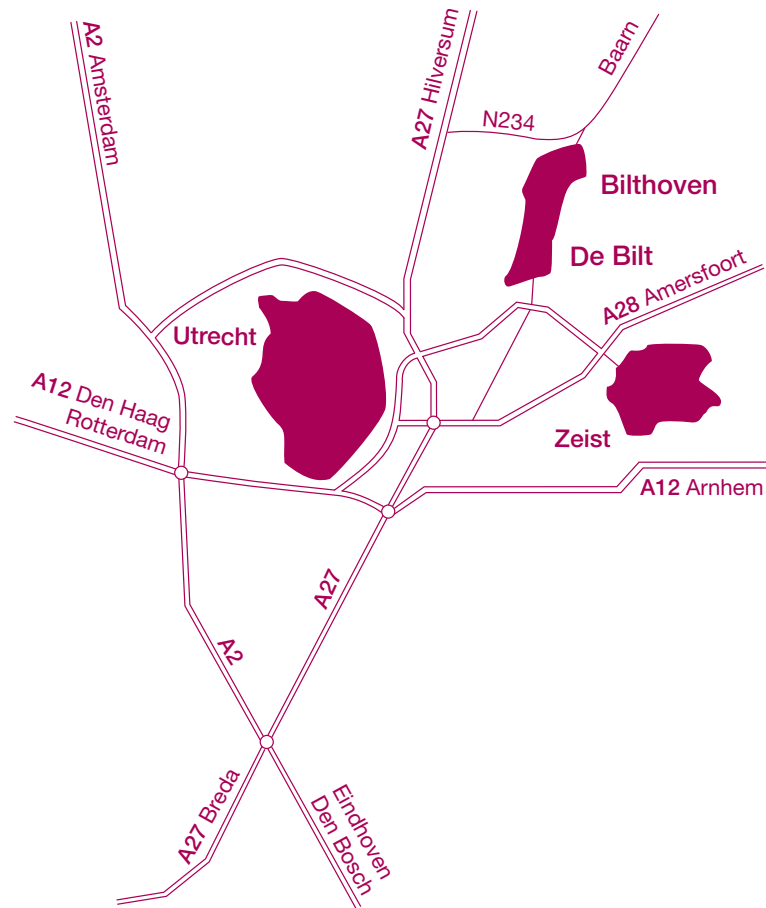 A2 Amsterdam
A27 Hilversum
Baarn
N234
Bilthoven
De Bilt
A28 Amersfoort
Utrecht
A12 Den Haag
Rotterdam
Zeist
A12 Arnhem
A27
A2
A27 Breda
Eindhoven
Den Bosch